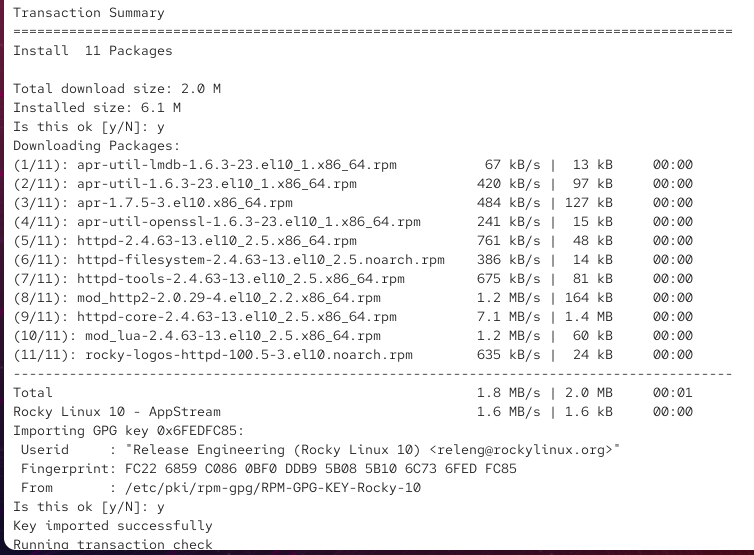 Transaction Summary
==========================================================================================
Install  11 Packages
Total download size: 2.0 M
Installed size: 6.1 M
Is this ok [y/N]: y
Downloading Packages:
(1/11): apr-util-lmdb-1.6.3-23.el10_1.x86_64.rpm           67 kB/s |  13 kB     00:00
(2/11): apr-util-1.6.3-23.el10_1.x86_64.rpm               420 kB/s |  97 kB     00:00
(3/11): apr-1.7.5-3.el10.x86_64.rpm                       484 kB/s | 127 kB     00:00
(4/11): apr-util-openssl-1.6.3-23.el10_1.x86_64.rpm       241 kB/s |  15 kB     00:00
(5/11): httpd-2.4.63-13.el10_2.5.x86_64.rpm               761 kB/s |  48 kB     00:00
(6/11): httpd-filesystem-2.4.63-13.el10_2.5.noarch.rpm    386 kB/s |  14 kB     00:00
(7/11): httpd-tools-2.4.63-13.el10_2.5.x86_64.rpm         675 kB/s |  81 kB     00:00
(8/11): mod_http2-2.0.29-4.el10_2.2.x86_64.rpm            1.2 MB/s | 164 kB     00:00
(9/11): httpd-core-2.4.63-13.el10_2.5.x86_64.rpm          7.1 MB/s | 1.4 MB     00:00
(10/11): mod_lua-2.4.63-13.el10_2.5.x86_64.rpm            1.2 MB/s |  60 kB     00:00
(11/11): rocky-logos-httpd-100.5-3.el10.noarch.rpm        635 kB/s |  24 kB     00:00
------------------------------------------------------------------------------------------
Total                                                     1.8 MB/s | 2.0 MB     00:01
Rocky Linux 10 - AppStream                                1.6 MB/s | 1.6 kB     00:00
Importing GPG key 0x6FEDFC85:
 Userid     : "Release Engineering (Rocky Linux 10) <releng@rockylinux.org>"
 Fingerprint: FC22 6859 C086 0BF0 DDB9 5B08 5B10 6C73 6FED FC85
 From       : /etc/pki/rpm-gpg/RPM-GPG-KEY-Rocky-10
Is this ok [y/N]: y
Key imported successfully
Running transaction check